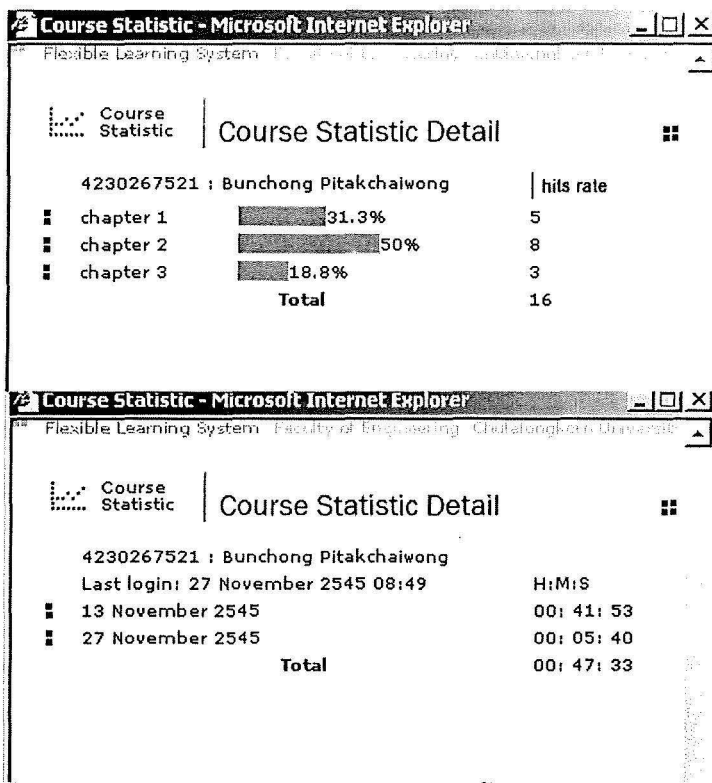 Course Statistic - Microsoft Internet Explorer
Flexible Learning System
Course
Statistic
Course Statistic Detail
4230267521 : Bunchong Pitakchaiwong hits rate
chapter 1 31.3% 5
chapter 2 50% 8
chapter 3 18.8% 3
Total 16
Course Statistic - Microsoft Internet Explorer
Flexible Learning System Faculty of Engineering Chulalongkorn Universit
Course
Statistic
Course Statistic Detail
4230267521 : Bunchong Pitakchaiwong
Last login: 27 November 2545 08:49 H:M:S
13 November 2545 00: 41: 53
27 November 2545 00: 05: 40
Total 00: 47: 33